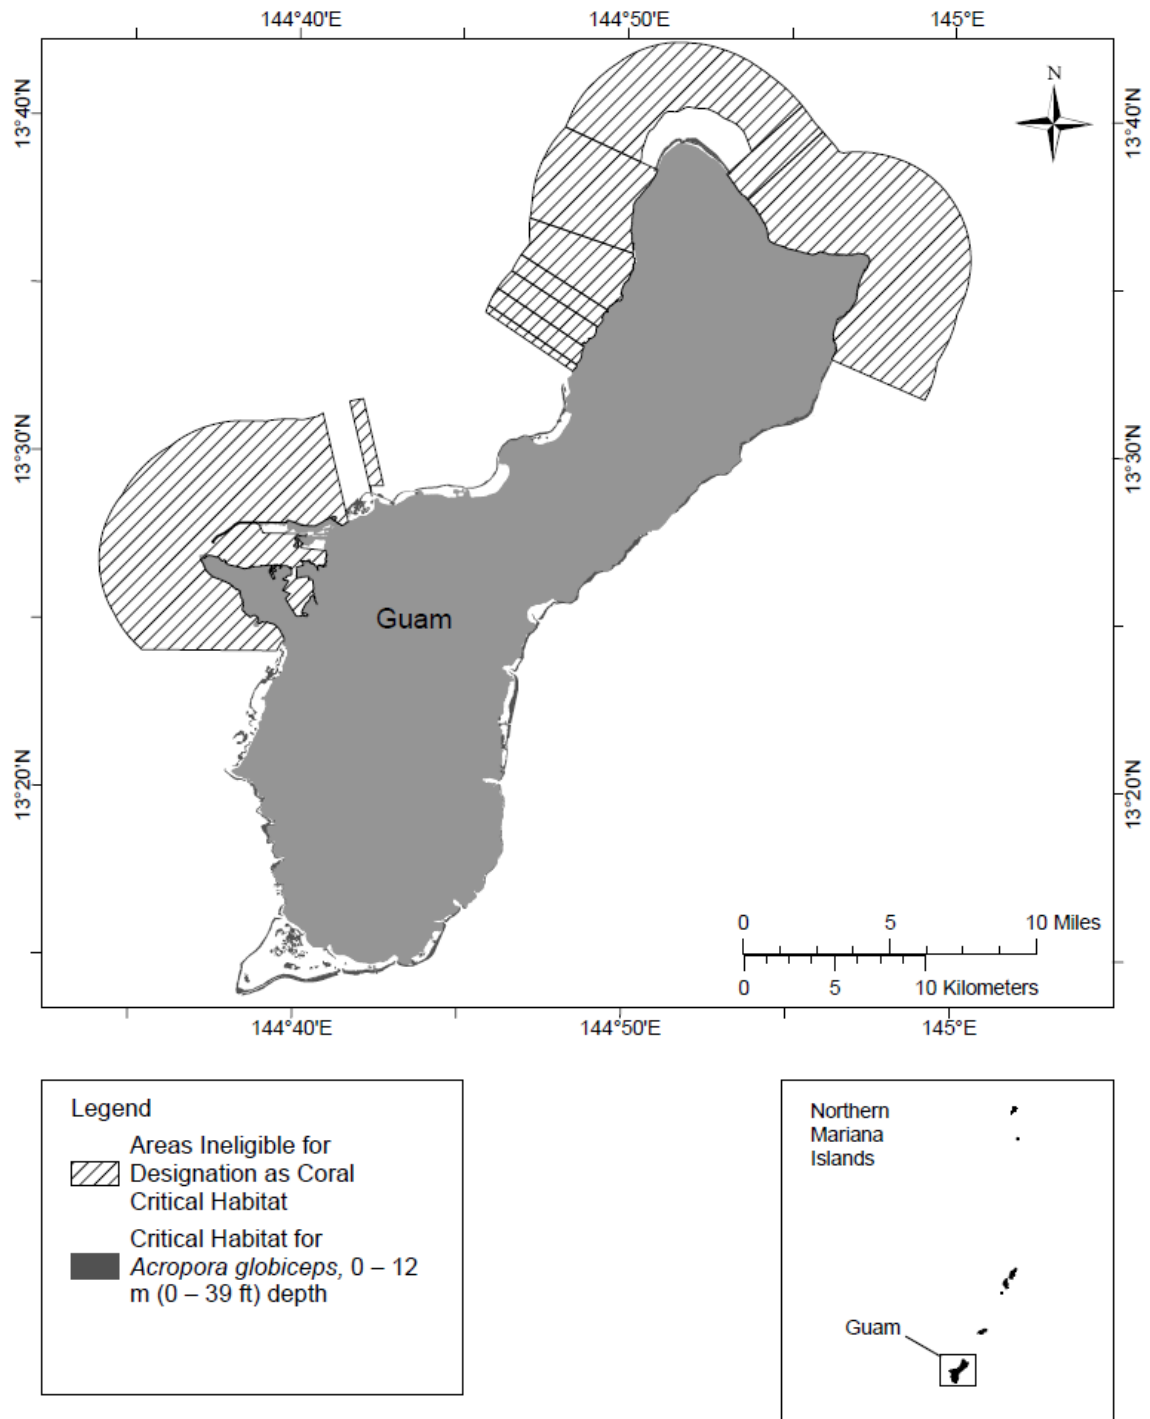 144°40'E 144°50'E 145°E
N
13°40'N 13°40'N
13°30'N 13°30'N
Guam
13°20'N 13°20'N
0 5 10 Miles
0 5 10 Kilometers
144°40'E 144°50'E 145°E
Legend
Areas Ineligible for
Designation as Coral
Critical Habitat
Critical Habitat for
Acropora globiceps, 0 – 12
m (0 – 39 ft) depth
Northern
Mariana
Islands
Guam